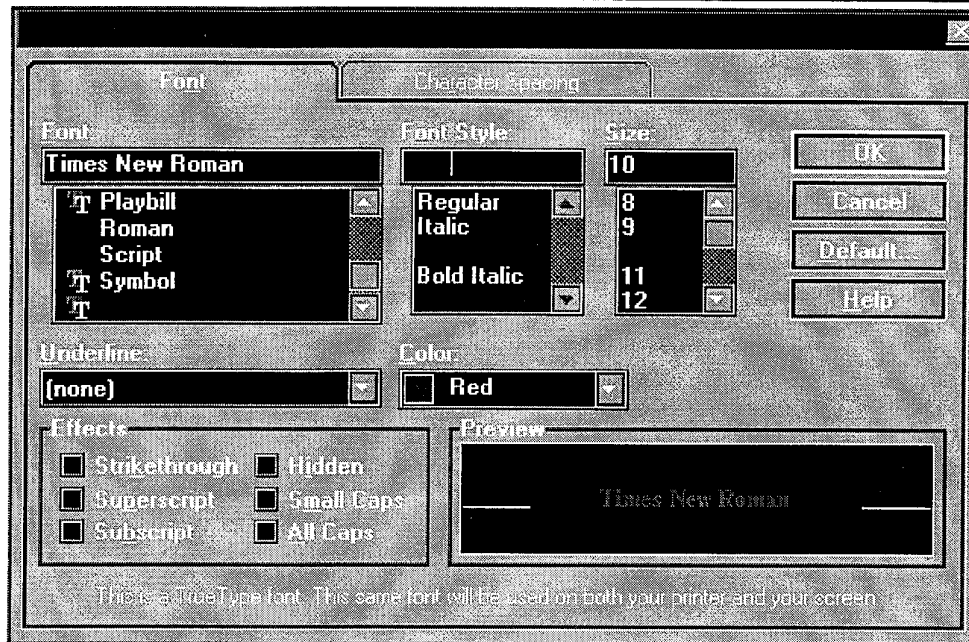 Font
Character Spacing
Font:
Font Style:
Size:
Times New Roman
10
Playbill
Roman
Script
Symbol
Regular
Italic
Bold Italic
8
9
11
12
OK
Cancel
Default...
Help
Underline:
Color:
(none)
Red
Effects
Strikethrough
Hidden
Superscript
Small Caps
Subscript
All Caps
Preview
Times New Roman
This is a TrueType font. This same font will be used on both your printer and your screen